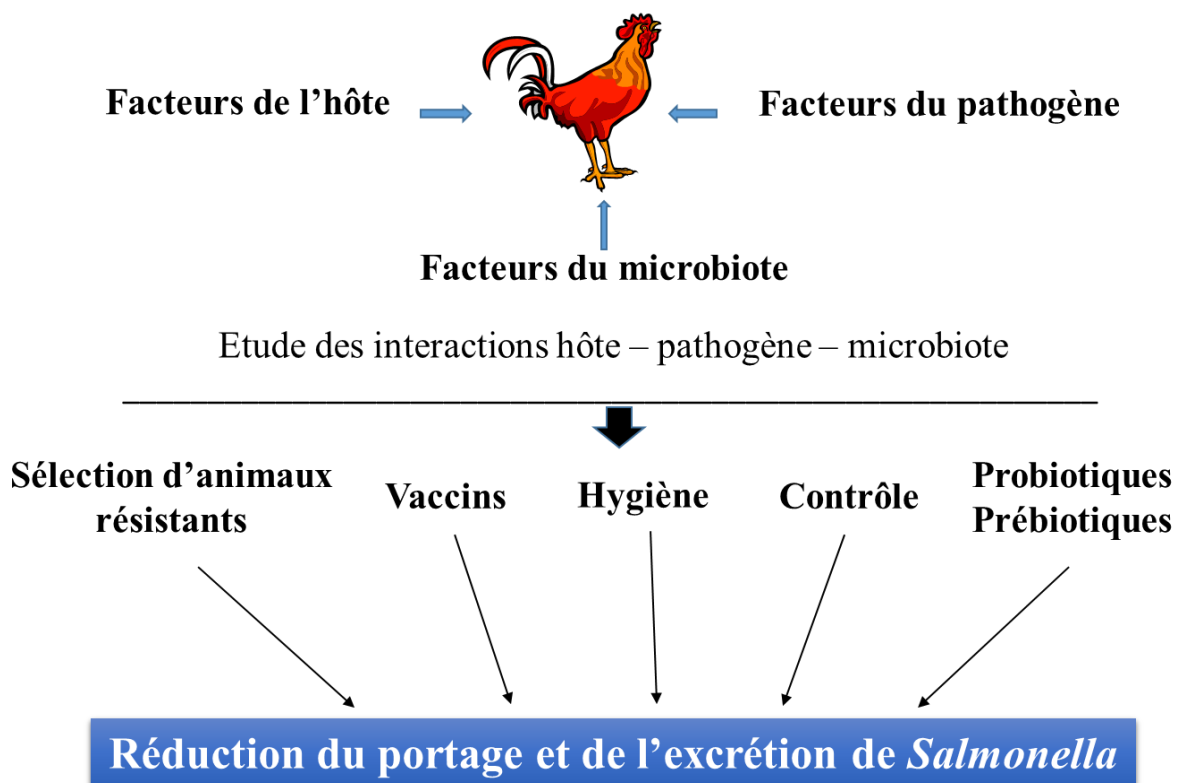 Facteurs de l’hôte
Facteurs du pathogène
Facteurs du microbiote
Etude des interactions hôte – pathogène – microbiote
Sélection d’animaux
résistants
Vaccins
Hygiène
Contrôle
Probiotiques
Prébiotiques
Réduction du portage et de l’excrétion de Salmonella